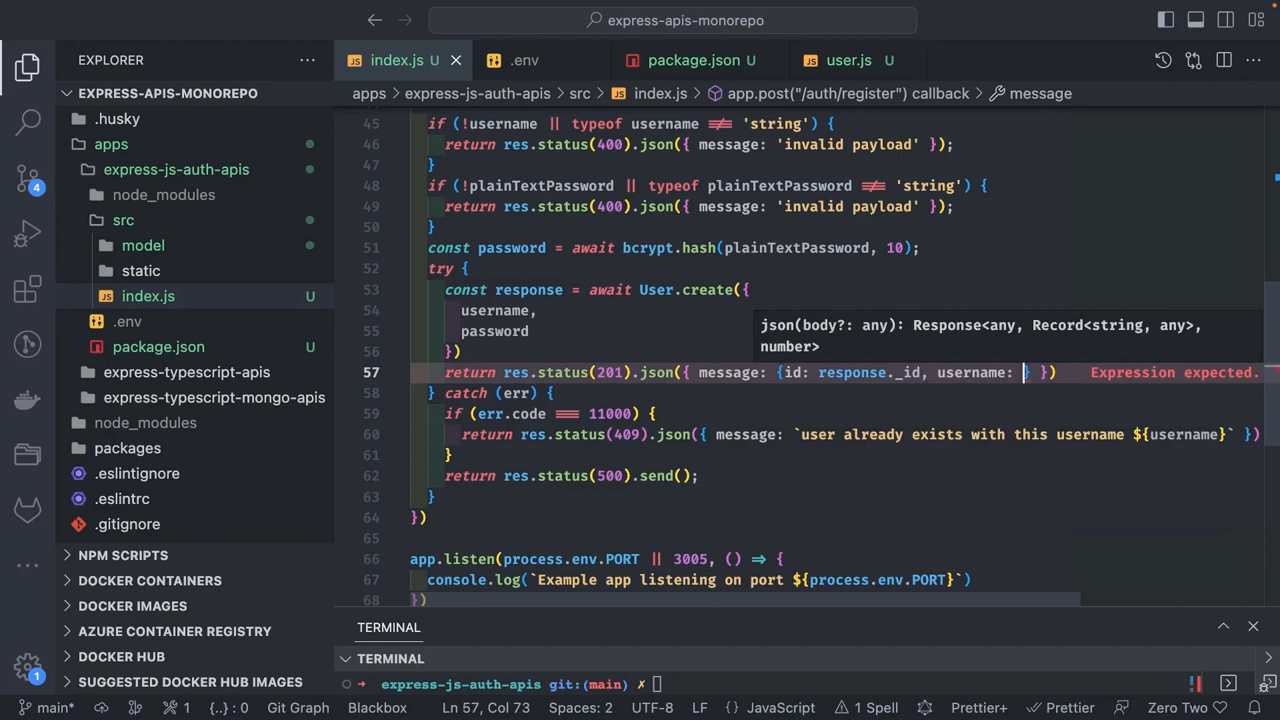 express-apis-monorepo
EXPLORER
index.js U
.env
package.json U
user.js U
EXPRESS-APIS-MONOREPO
apps > express-js-auth-apis > src > index.js > app.post("/auth/register") callback > message
.husky
apps
express-js-auth-apis
node_modules
src
model
static
index.js U
.env
package.json U
express-typescript-apis
express-typescript-mongo-apis
node_modules
packages
.eslintignore
.eslintrc
.gitignore
NPM SCRIPTS
DOCKER CONTAINERS
DOCKER IMAGES
AZURE CONTAINER REGISTRY
DOCKER HUB
SUGGESTED DOCKER HUB IMAGES
4
1
45 if (!username || typeof username !== 'string') {
46 return res.status(400).json({ message: 'invalid payload' });
47 }
48 if (!plainTextPassword || typeof plainTextPassword !== 'string') {
49 return res.status(400).json({ message: 'invalid payload' });
50 }
51 const password = await bcrypt.hash(plainTextPassword, 10);
52 try {
53 const response = await User.create({
54 username,
55 password
json(body?: any): Response<any, Record<string, any>,
number>
56 })
57 return res.status(201).json({ message: {id: response._id, username: } }) Expression expected.
58 } catch (err) {
59 if (err.code === 11000) {
60 return res.status(409).json({ message: `user already exists with this username ${username}` })
61 }
62 return res.status(500).send();
63 }
64 })
65
66 app.listen(process.env.PORT || 3005, () => {
67 console.log(`Example app listening on port ${process.env.PORT}`)
68 })
TERMINAL
TERMINAL
express-js-auth-apis git:(main) ✗
main* 1 {..} : 0 Git Graph Blackbox Ln 57, Col 73 Spaces: 2 UTF-8 LF { } JavaScript 1 Spell Prettier+ Prettier Zero Two